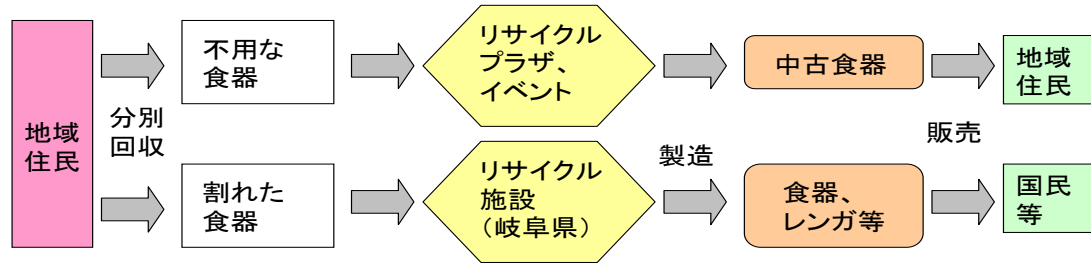 地域
住民
分別
回収
不用な
食器
リサイクル
プラザ、
イベント
中古食器
地域
住民
割れた
食器
リサイクル
施設
（岐阜県）
製造
食器、
レンガ等
販売
国民
等